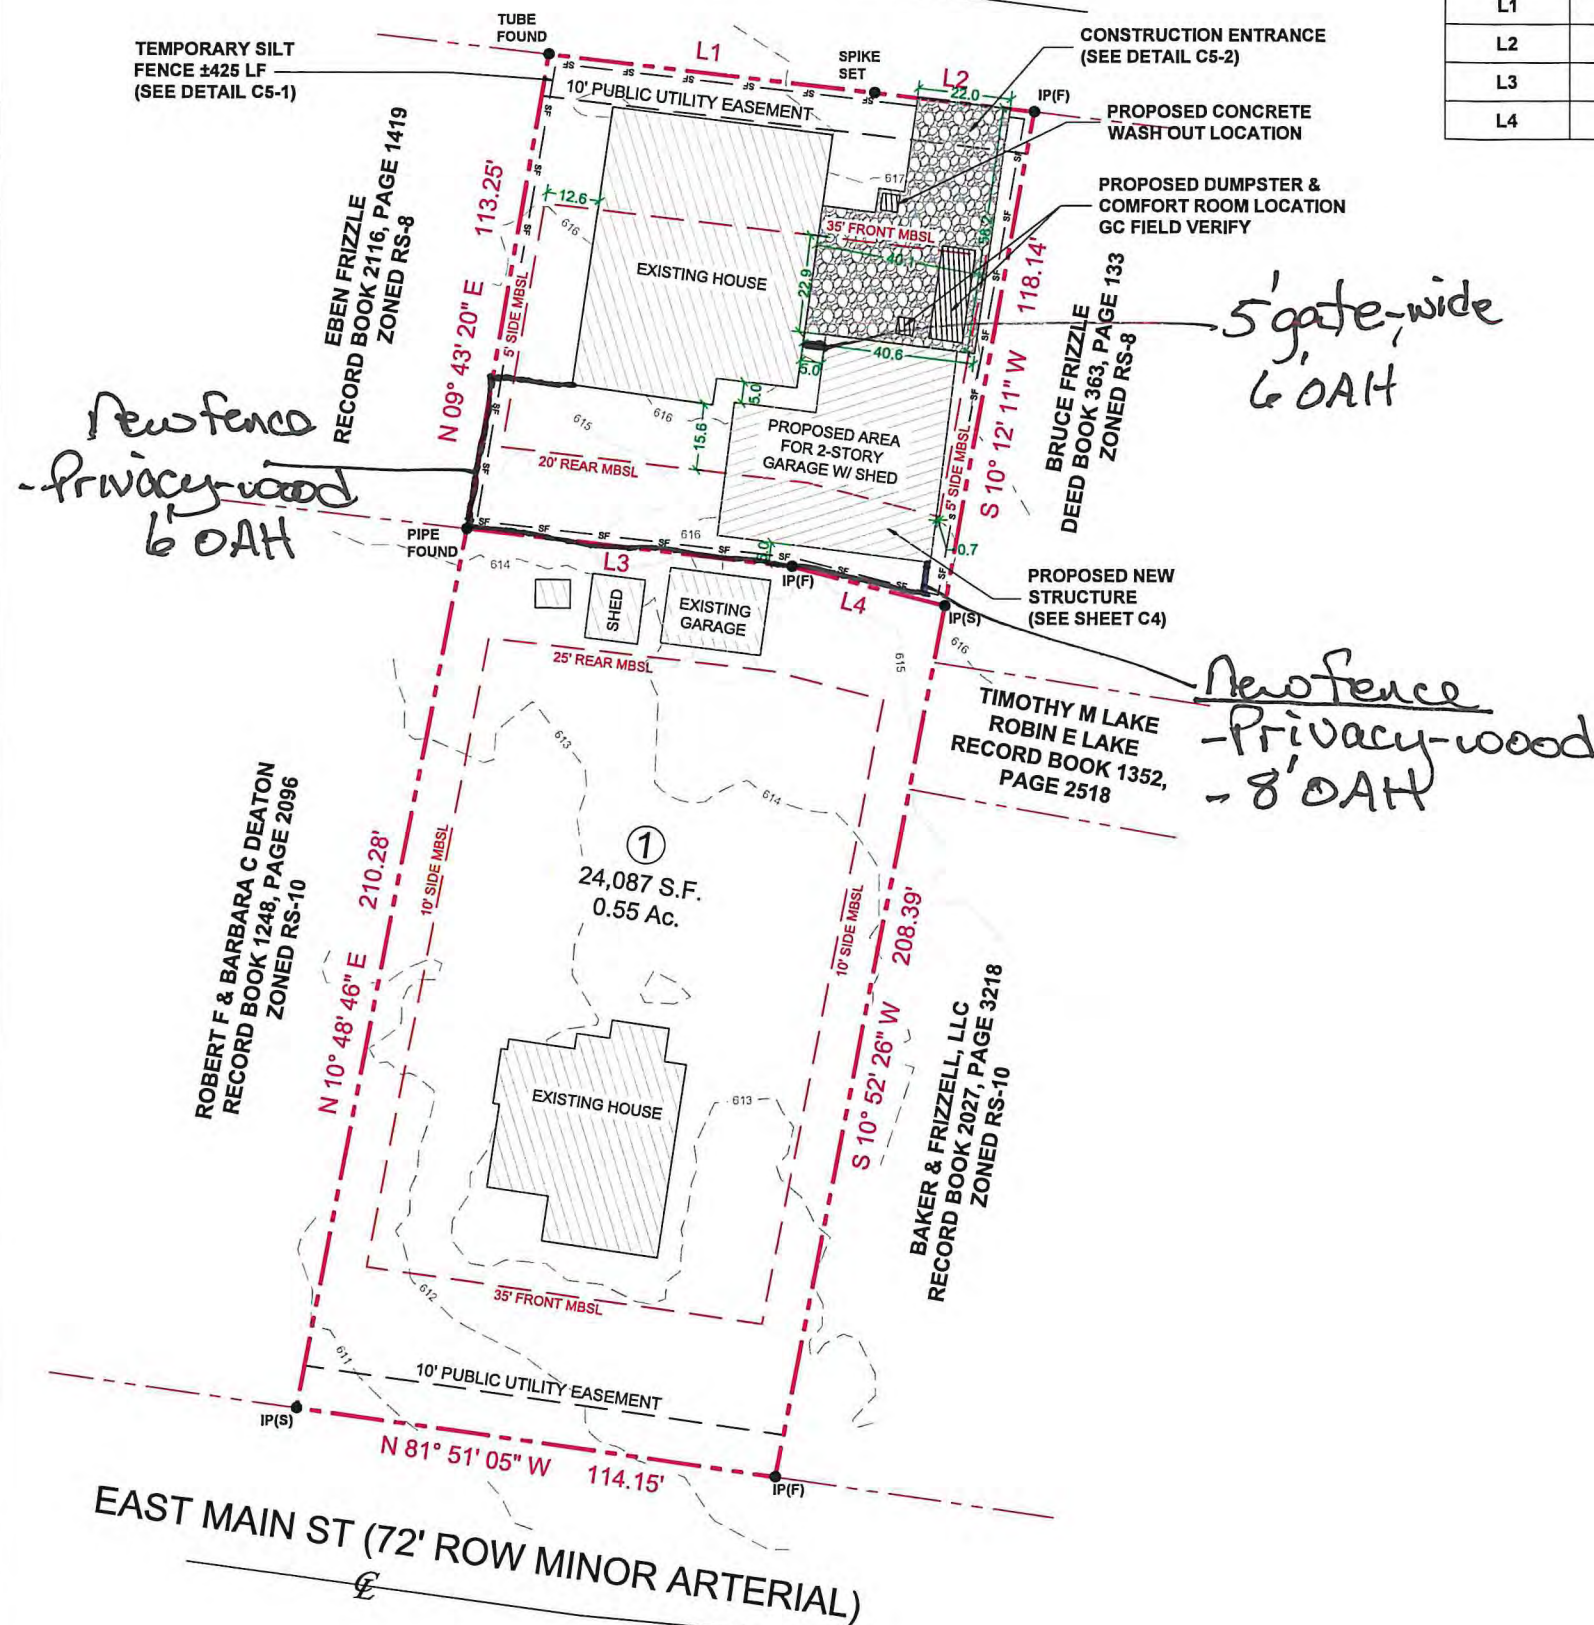 L1
L2
L3
L4
TUBE
FOUND
TEMPORARY SILT
FENCE ±425 LF
(SEE DETAIL C5-1)
L1
SPIKE
SET
L2
22.0
IP(F)
CONSTRUCTION ENTRANCE
(SEE DETAIL C5-2)
PROPOSED CONCRETE
WASH OUT LOCATION
PROPOSED DUMPSTER &
COMFORT ROOM LOCATION
GC FIELD VERIFY
10' PUBLIC UTILITY EASEMENT
EBEN FRIZZLE
RECORD BOOK 2116, PAGE 1419
ZONED RS-8
N 09° 43' 20" E 113.25'
12.6
616
617
5' SIDE MBSL
EXISTING HOUSE
35' FRONT MBSL
40.1
58.2
22.9
40.6
5.0
5.0
15.6
615
616
20' REAR MBSL
PROPOSED AREA
FOR 2-STORY
GARAGE W/ SHED
5' SIDE MBSL
S 10° 12' 11" W 118.14'
BRUCE FRIZZLE
DEED BOOK 363, PAGE 133
ZONED RS-8
5' gate-wide
6' OAH
New fence
- Privacy-wood
6' OAH
PIPE
FOUND
614
616
L3
5.0
IP(F)
L4
0.7
IP(S)
PROPOSED NEW
STRUCTURE
(SEE SHEET C4)
SHED
EXISTING
GARAGE
25' REAR MBSL
615
616
New fence
- Privacy-wood
- 8' OAH
TIMOTHY M LAKE
ROBIN E LAKE
RECORD BOOK 1352,
PAGE 2518
613
614
ROBERT F & BARBARA C DEATON
RECORD BOOK 1248, PAGE 2096
ZONED RS-10
N 10° 48' 46" E 210.28'
10' SIDE MBSL
1
24,087 S.F.
0.55 Ac.
10' SIDE MBSL
S 10° 52' 26" W 208.39'
BAKER & FRIZZELL, LLC
RECORD BOOK 2027, PAGE 3218
ZONED RS-10
EXISTING HOUSE
613
35' FRONT MBSL
612
611
10' PUBLIC UTILITY EASEMENT
IP(S)
N 81° 51' 05" W 114.15'
IP(F)
EAST MAIN ST (72' ROW MINOR ARTERIAL)
℄